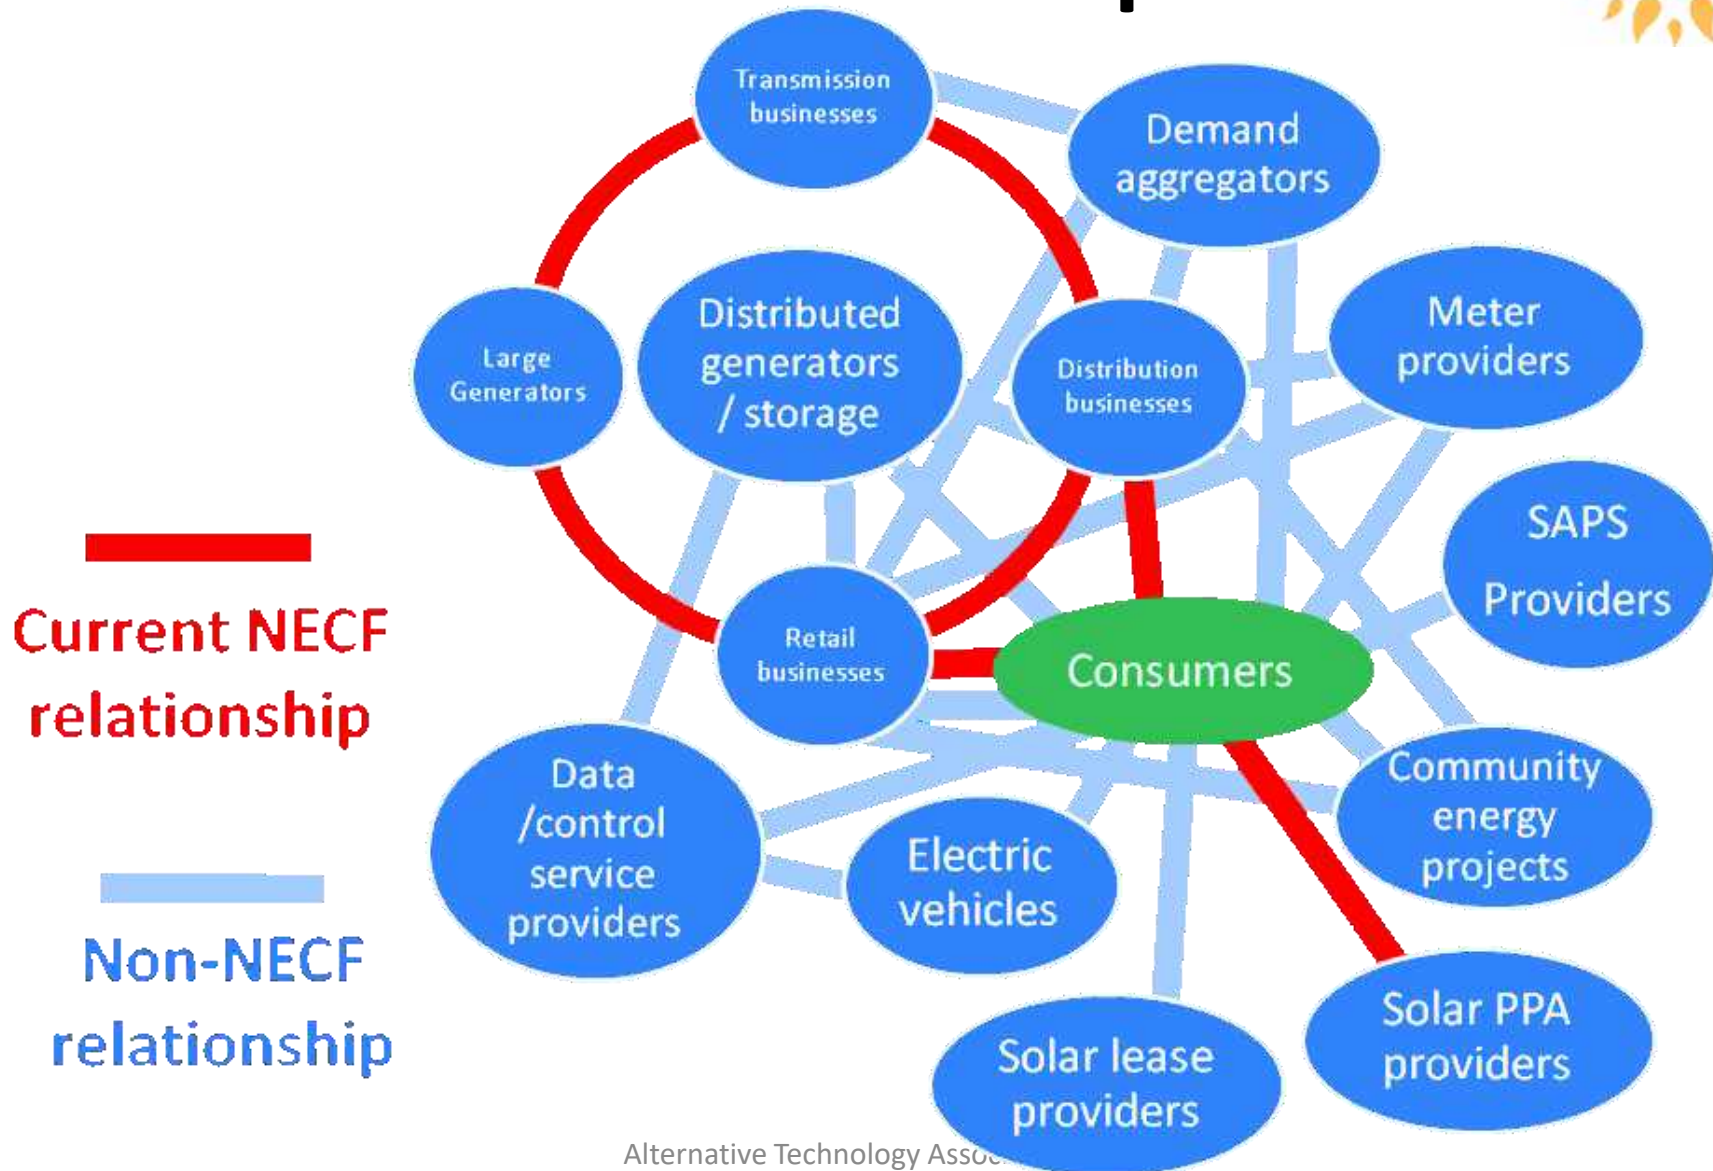 Transmission
businesses
Demand
aggregators
Meter
providers
Distributed
generators
/ storage
Large
Generators
Distribution
businesses
SAPS
Providers
Current NECF
relationship
Retail
businesses
Consumers
Community
energy
projects
Data
/control
service
providers
Electric
vehicles
Non-NECF
relationship
Solar PPA
providers
Solar lease
providers
Alternative Technology